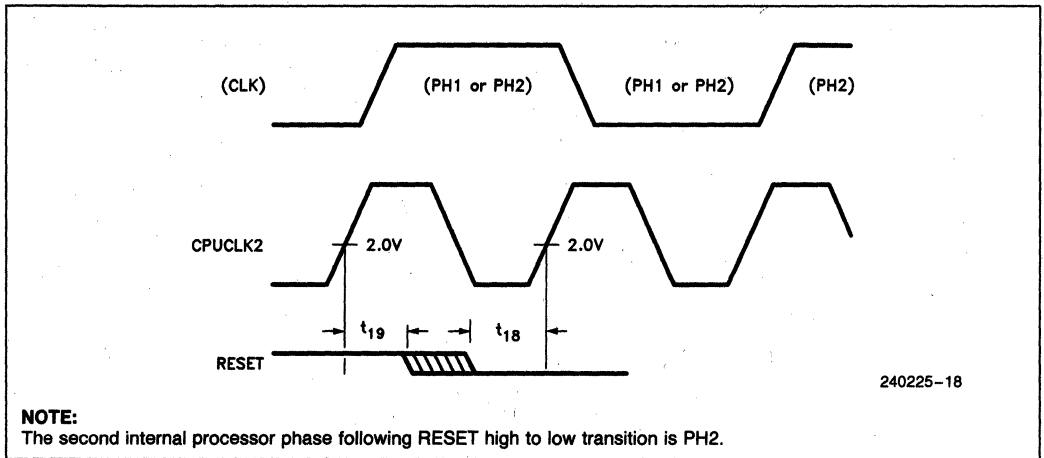 (CLK)
(PH1 or PH2)
(PH1 or PH2)
(PH2)
CPUCLK2
2.0V
2.0V
t19
t18
RESET
240225-18
NOTE:
The second internal processor phase following RESET high to low transition is PH2.